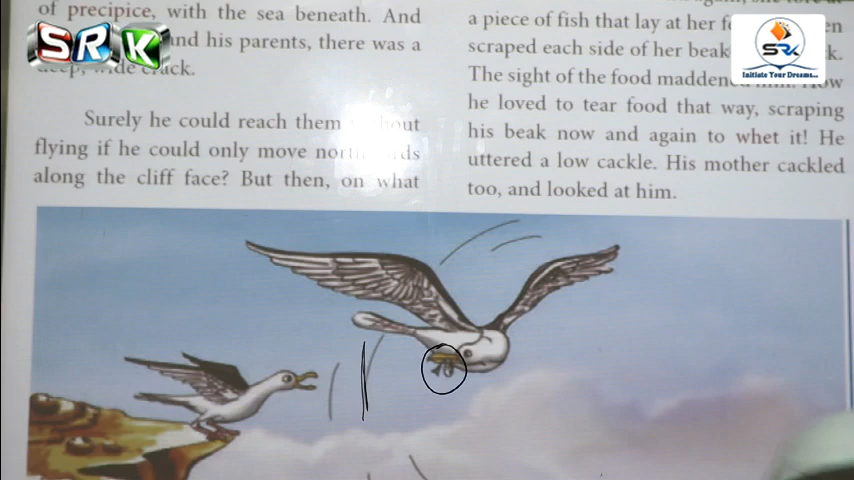 of precipice, with the sea beneath. And
nd his parents, there was a
deep, wide crack.
Surely he could reach them
flying if he could only move
along the cliff face? But then, on what
a piece of fish that lay at her
scraped each side of her beak
The sight of the food
he loved to tear food that way, scraping
his beak now and again to whet it! He
uttered a low cackle. His mother cackled
too, and looked at him.
SRK
SRK
Initiate Your Dreams...